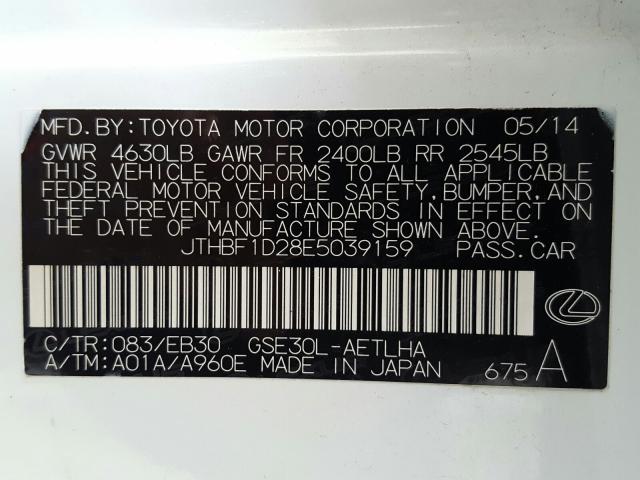 MFD.BY:TOYOTA MOTOR CORPORATION 05/14
GVWR 4630LB GAWR FR 2400LB RR 2545LB
THIS VEHICLE CONFORMS TO ALL APPLICABLE
FEDERAL MOTOR VEHICLE SAFETY,BUMPER,AND
THEFT PREVENTION STANDARDS IN EFFECT ON
THE DATE OF MANUFACTURE SHOWN ABOVE.
JTHBF1D28E5039159 PASS.CAR
C/TR:083/EB30 GSE30L-AETLHA
A/TM:A01A/A960E MADE IN JAPAN 675 A